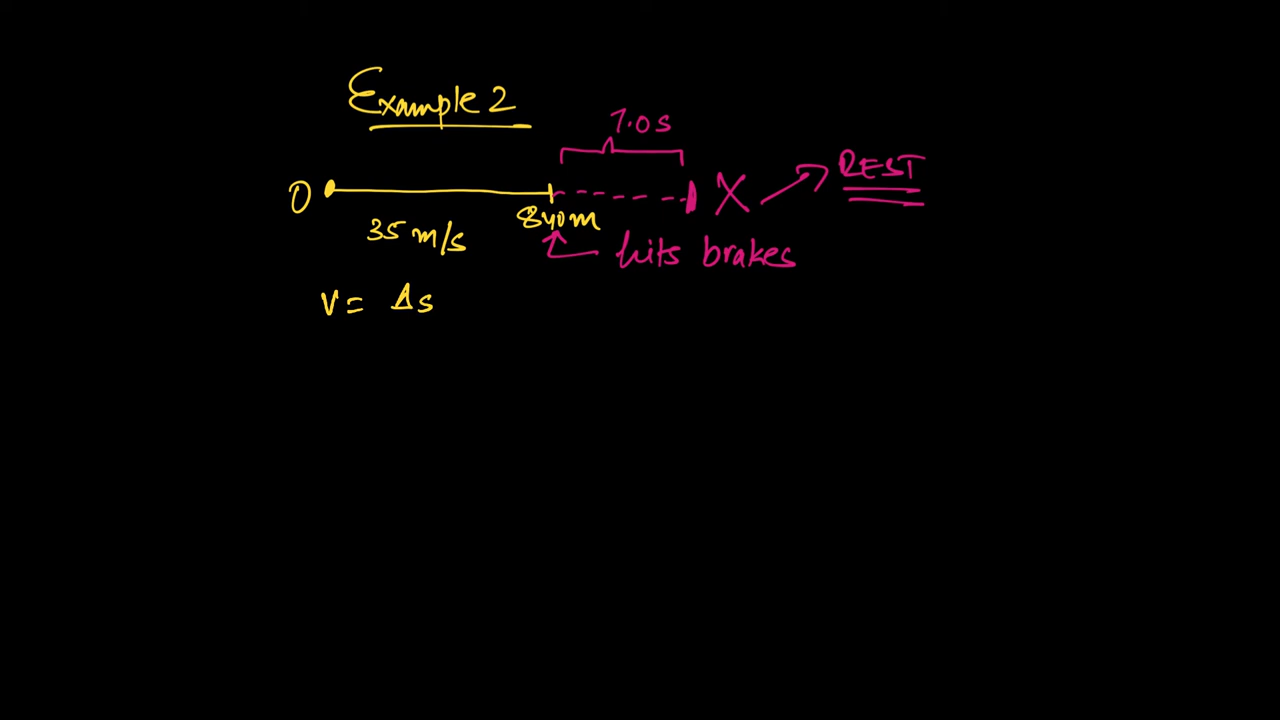 Example 2
7.0s
0
840m
X
REST
35 m/s
hits brakes
v = Δs